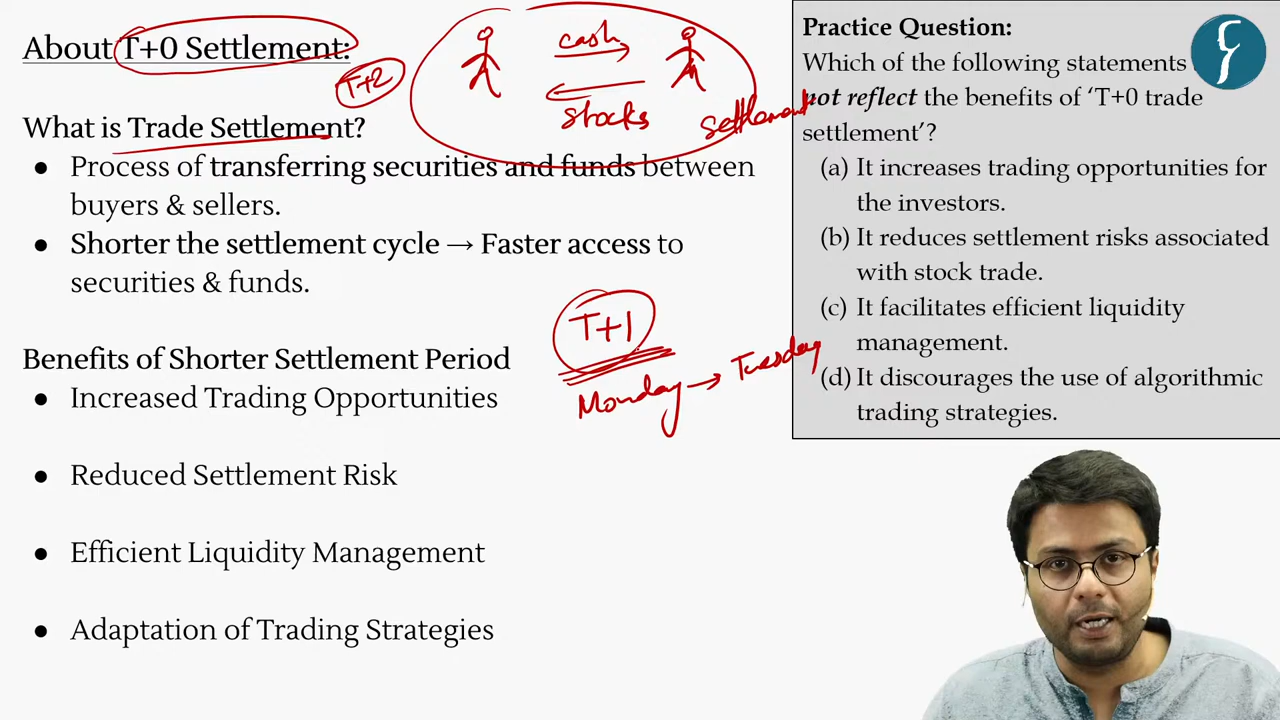 About T+0 Settlement:
T+2
cash
stocks
settlement
What is Trade Settlement?
● Process of transferring securities and funds between
buyers & sellers.
● Shorter the settlement cycle → Faster access to
securities & funds.
T+1
Monday → Tuesday
Benefits of Shorter Settlement Period
● Increased Trading Opportunities
● Reduced Settlement Risk
● Efficient Liquidity Management
● Adaptation of Trading Strategies
Practice Question:
Which of the following statements
not reflect the benefits of ‘T+0 trade
settlement’?
(a) It increases trading opportunities for
the investors.
(b) It reduces settlement risks associated
with stock trade.
(c) It facilitates efficient liquidity
management.
(d) It discourages the use of algorithmic
trading strategies.